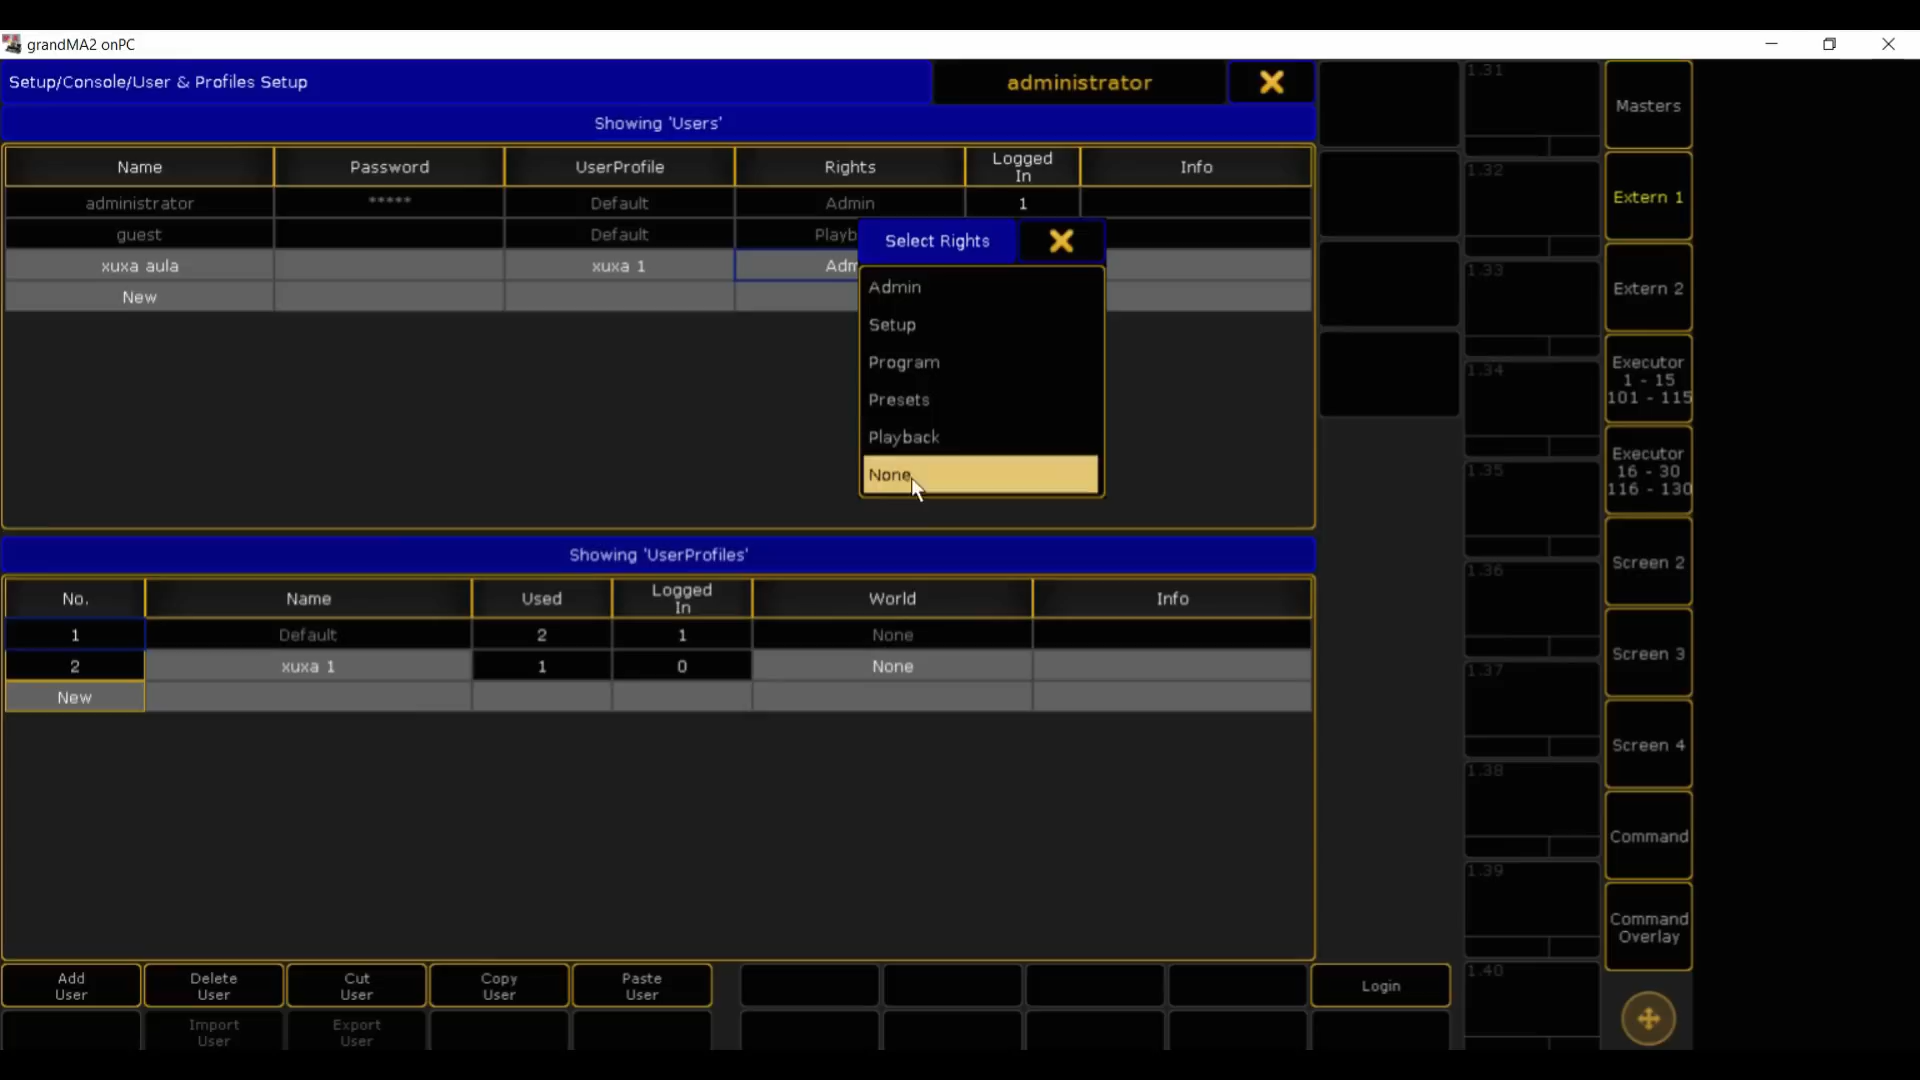 grandMA2 onPC
Setup/Console/User & Profiles Setup
administrator
Showing 'Users'
Name Password UserProfile Rights Logged In Info
administrator ***** Default Admin 1
guest Default Playb
xuxa aula xuxa 1 Adm
New
Select Rights
Admin
Setup
Program
Presets
Playback
None
Showing 'UserProfiles'
No. Name Used Logged In World Info
1 Default 2 1 None
2 xuxa 1 1 0 None
New
Add User
Delete User
Cut User
Copy User
Paste User
Login
Import User
Export User
1.31
1.32
1.33
1.34
1.35
1.36
1.37
1.38
1.39
1.40
Masters
Extern 1
Extern 2
Executor
1 - 15
101 - 115
Executor
16 - 30
116 - 130
Screen 2
Screen 3
Screen 4
Command
Command
Overlay